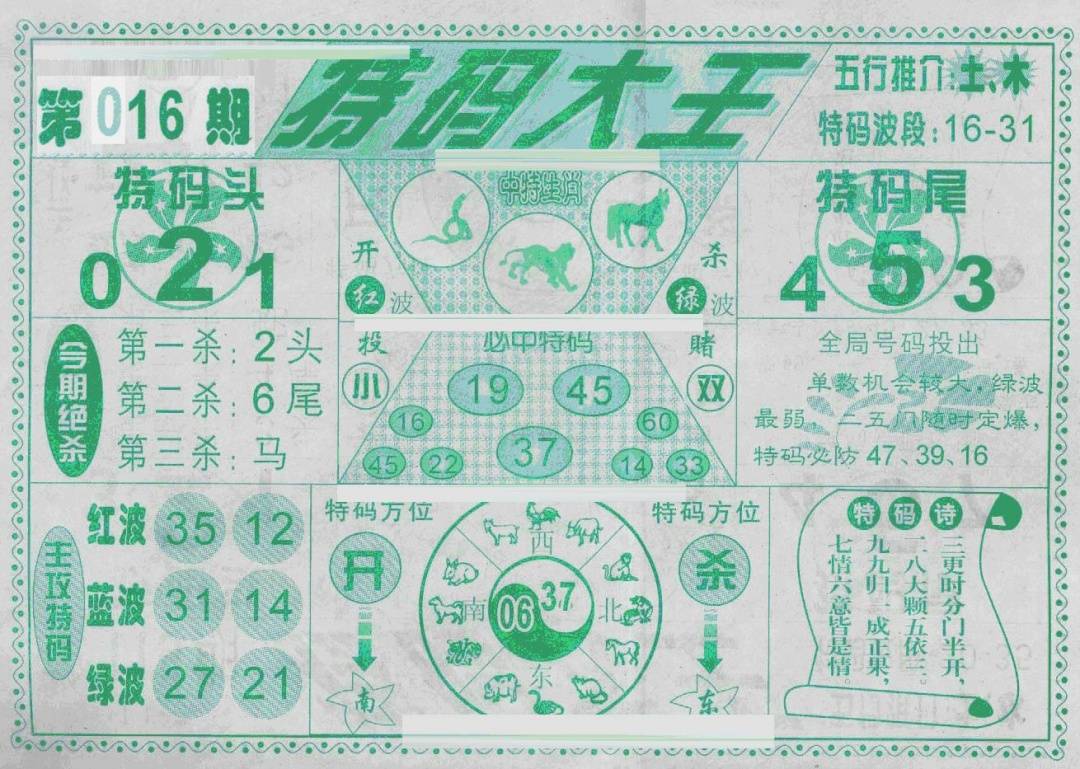 第016期
特码大王
五行推介:土、木
特码波段:16-31
特码头
0 2 1
中特生肖
开
红波
杀
绿波
特码尾
4 5 3
今期绝杀
第一杀:2头
第二杀:6尾
第三杀:马
投
小
必中特码
19 45
16 60
37
45 22 14 33
赌
双
全局号码投出
单数机会较大,绿波
最弱,二五门随时定爆,
特码必防47、39、16
主攻特码
红波 35 12
蓝波 31 14
绿波 27 21
特码方位
开
南
西
南 北
东
06 37
特码方位
杀
东
特码诗
三更时分门半开,
一八大颗五依三。
九九归一成正果,
七情六意皆是情。